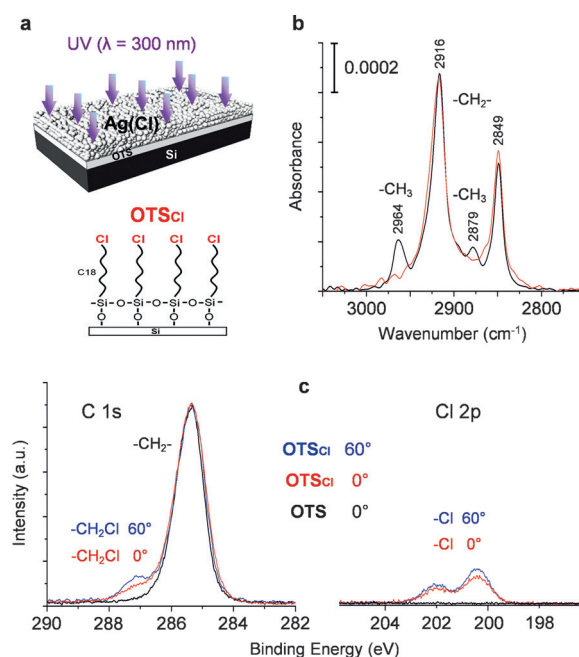 a
UV (λ = 300 nm)
Ag(Cl)
OTS
Si
OTSCl
Cl Cl Cl Cl
C18
-Si-O-Si-O-Si-O-Si-
O O O O
Si
b
0.0002
Absorbance
-CH3
2964
2916
-CH2-
-CH3
2879
2849
3000 2900 2800
Wavenumber (cm-1)
c
C 1s
Intensity (a.u.)
-CH2-
-CH2Cl 60°
-CH2Cl 0°
290 288 286 284 282
Cl 2p
OTSCl 60°
OTSCl 0°
OTS 0°
-Cl 60°
-Cl 0°
204 202 200 198
Binding Energy (eV)